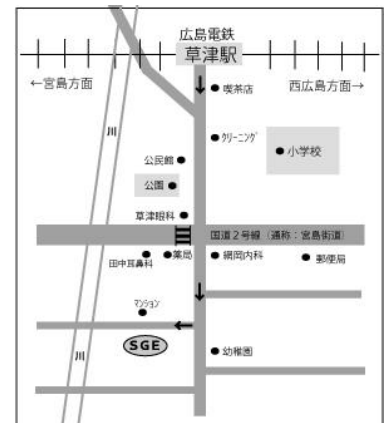 広島電鉄
草津駅
←宮島方面
西広島方面→
喫茶店
川
クリーニング
小学校
公民館
公園
草津眼科
国道2号線(通称:宮島街道)
田中耳鼻科
薬局
網岡内科
郵便局
マンション
SGE
川
幼稚園